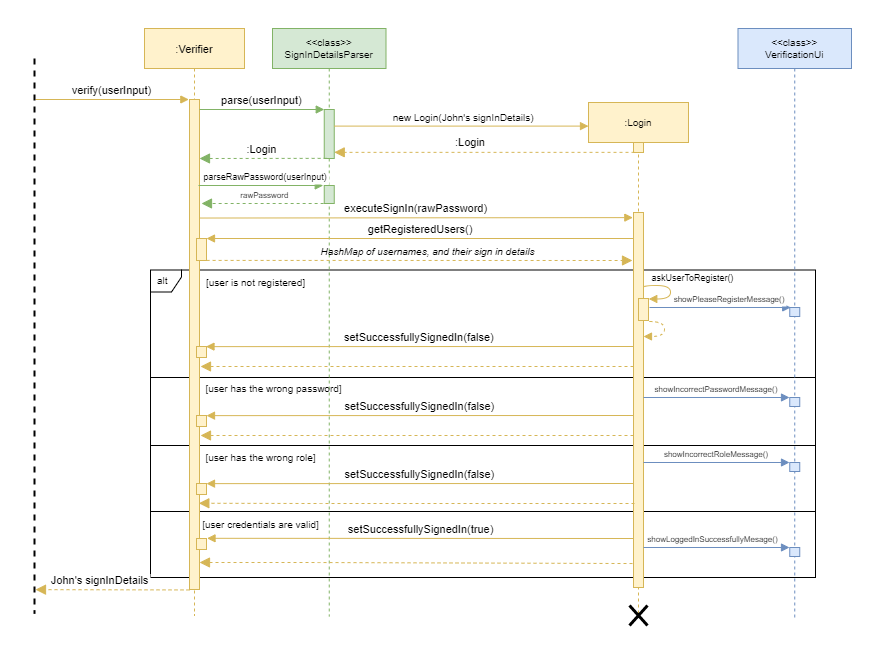 :Verifier
<<class>>
SignInDetailsParser
<<class>>
VerificationUi
verify(userInput)
parse(userInput)
new Login(John's signInDetails)
:Login
:Login
:Login
parseRawPassword(userInput)
rawPassword
executeSignIn(rawPassword)
getRegisteredUsers()
HashMap of usernames, and their sign in details
alt
[user is not registered]
askUserToRegister()
showPleaseRegisterMessage()
setSuccessfullySignedIn(false)
[user has the wrong password]
showIncorrectPasswordMessage()
setSuccessfullySignedIn(false)
[user has the wrong role]
showIncorrectRoleMessage()
setSuccessfullySignedIn(false)
[user credentials are valid]
setSuccessfullySignedIn(true)
showLoggedInSuccessfullyMesage()
John's signInDetails